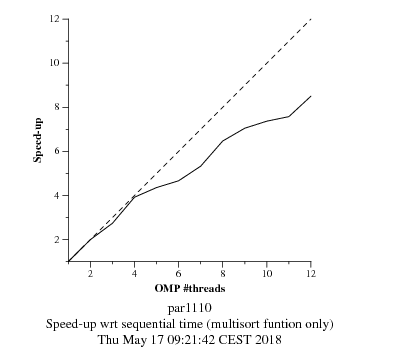 12
10
8
6
4
2
Speed-up
2 4 6 8 10 12
OMP #threads
par1110
Speed-up wrt sequential time (multisort funtion only)
Thu May 17 09:21:42 CEST 2018